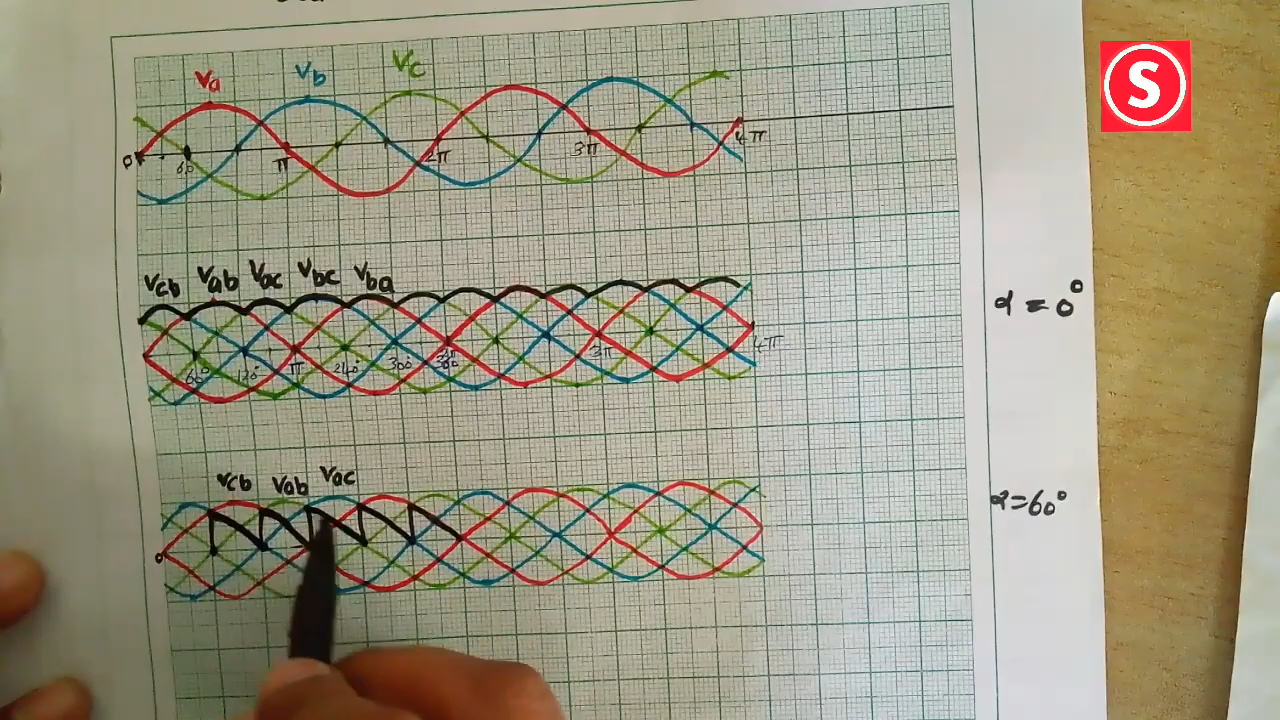 S
Va Vb Vc
0 60 π 2π 3π 4π
Vcb Vab Vac Vbc Vba
α = 0°
60° 120° π 240° 300° 3π 4π
Vcb Vab Vac
α=60°
0